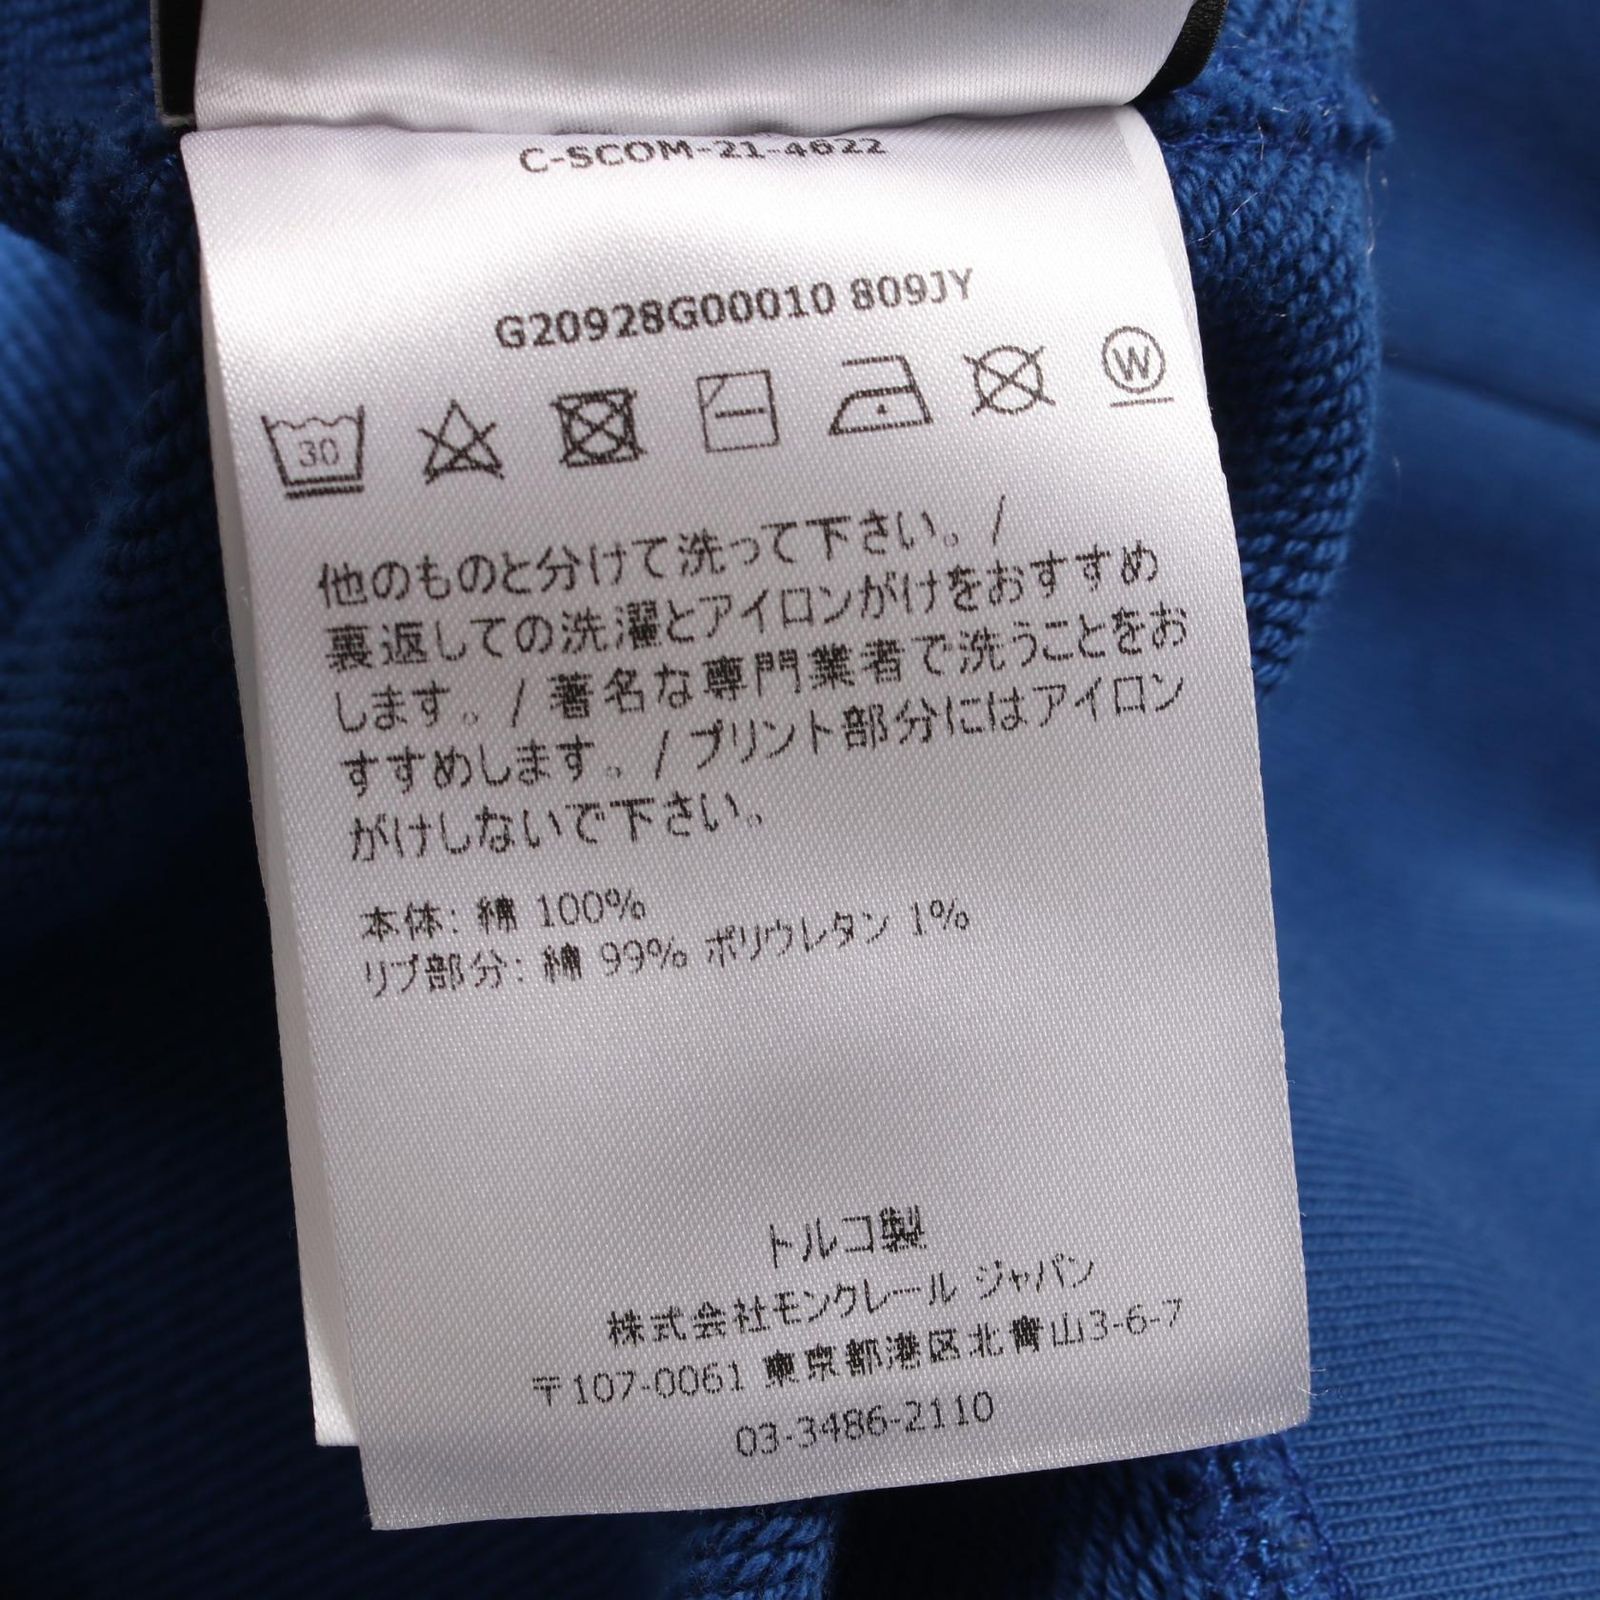 C-SCOM-21-4622
G20928G00010 809JY
30
W
他のものと分けて洗って下さい。/
裏返しての洗濯とアイロンがけをおすすめ
します。/ 著名な専門業者で洗うことをお
すすめします。/ プリント部分にはアイロン
がけしないで下さい。
本体: 綿 100%
リブ部分: 綿 99% ポリウレタン 1%
トルコ製
株式会社モンクレール ジャパン
〒107-0061 東京都港区北青山3-6-7
03-3486-2110